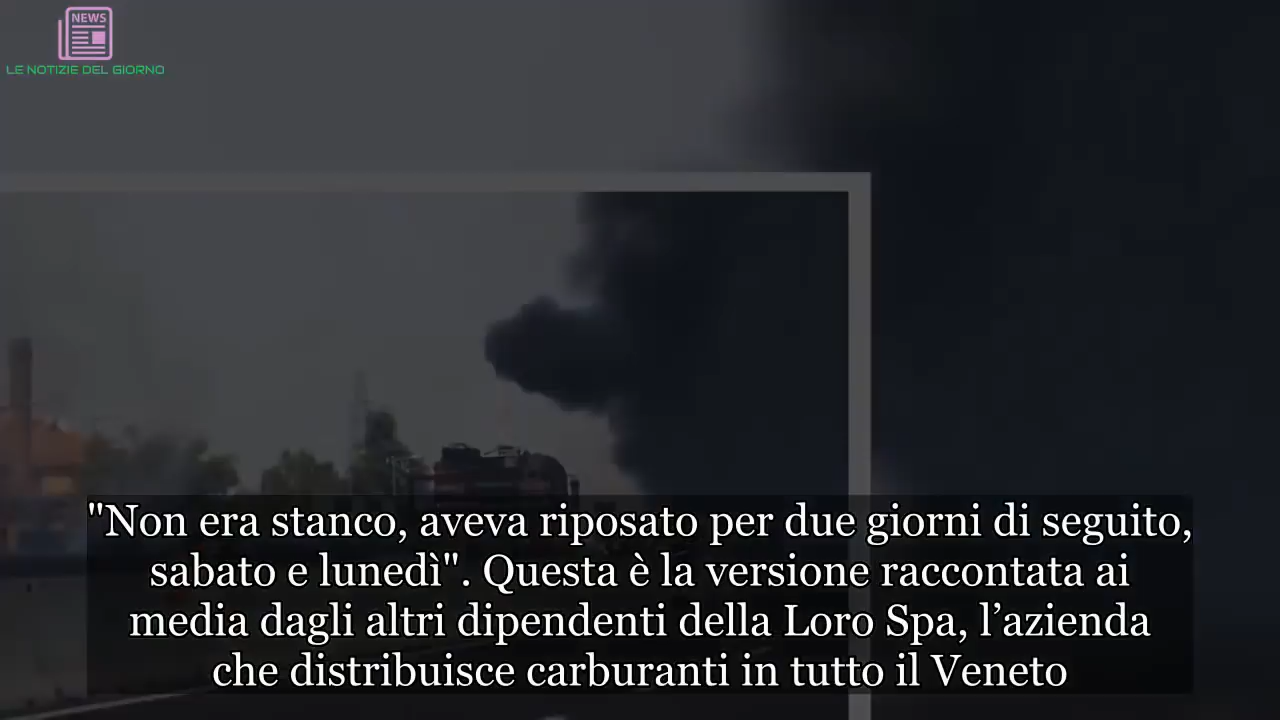 NEWS
LE NOTIZIE DEL GIORNO
"Non era stanco, aveva riposato per due giorni di seguito,
sabato e lunedì". Questa è la versione raccontata ai
media dagli altri dipendenti della Loro Spa, l’azienda
che distribuisce carburanti in tutto il Veneto